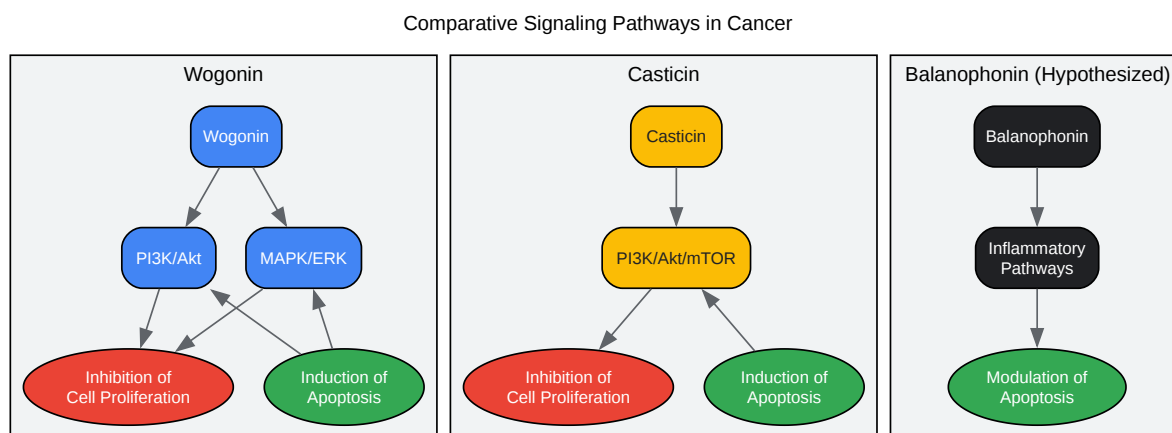 Comparative Signaling Pathways in Cancer
Wogonin
Wogonin
PI3K/Akt
MAPK/ERK
Inhibition of
Cell Proliferation
Induction of
Apoptosis
Casticin
Casticin
PI3K/Akt/mTOR
Inhibition of
Cell Proliferation
Induction of
Apoptosis
Balanophonin (Hypothesized)
Balanophonin
Inflammatory
Pathways
Modulation of
Apoptosis